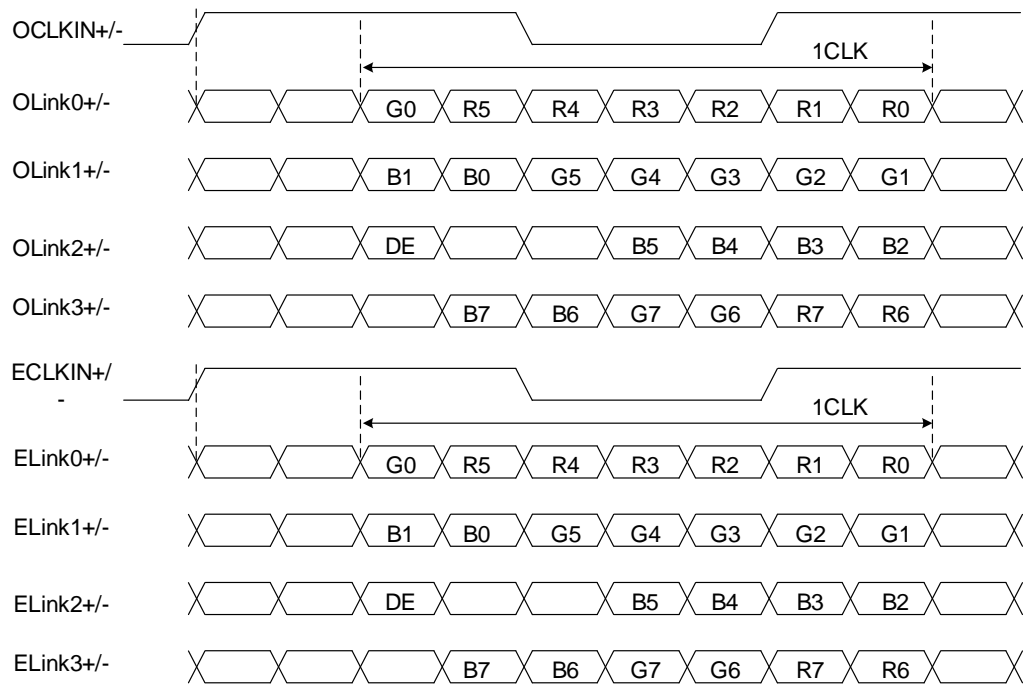 OCLKIN+/-
1CLK
OLink0+/- G0 R5 R4 R3 R2 R1 R0
OLink1+/- B1 B0 G5 G4 G3 G2 G1
OLink2+/- DE B5 B4 B3 B2
OLink3+/- B7 B6 G7 G6 R7 R6
ECLKIN+/
-
1CLK
ELink0+/- G0 R5 R4 R3 R2 R1 R0
ELink1+/- B1 B0 G5 G4 G3 G2 G1
ELink2+/- DE B5 B4 B3 B2
ELink3+/- B7 B6 G7 G6 R7 R6